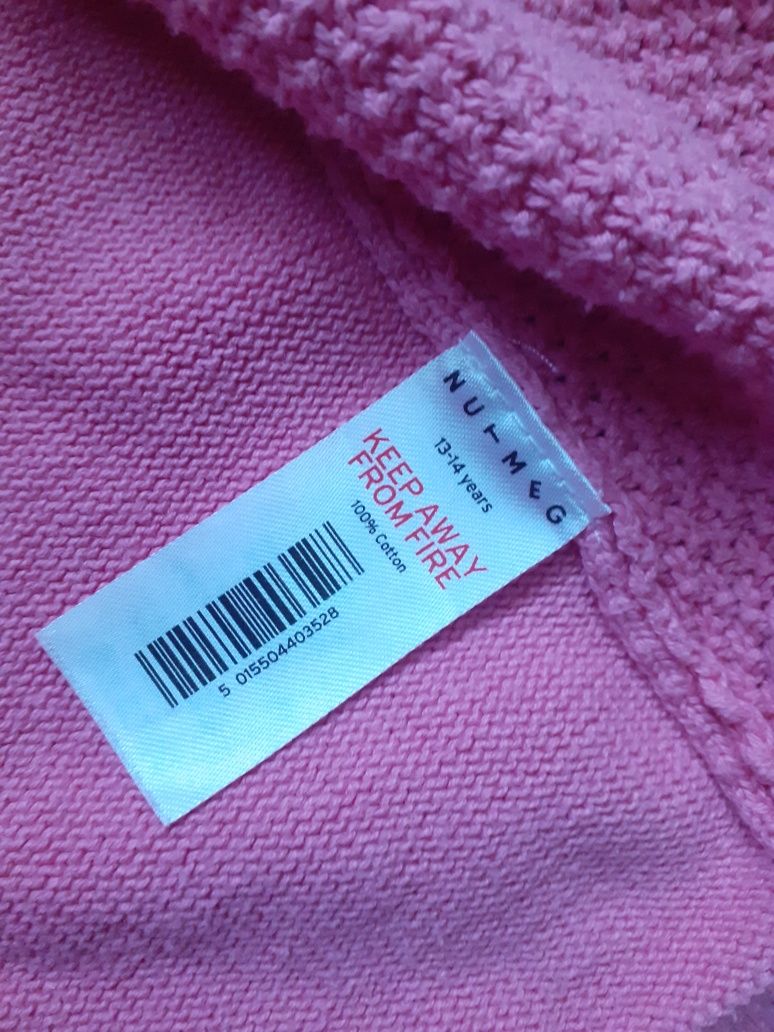 NUTMEG
13-14 years
KEEP AWAY
FROM FIRE
100% Cotton
5 015504403528